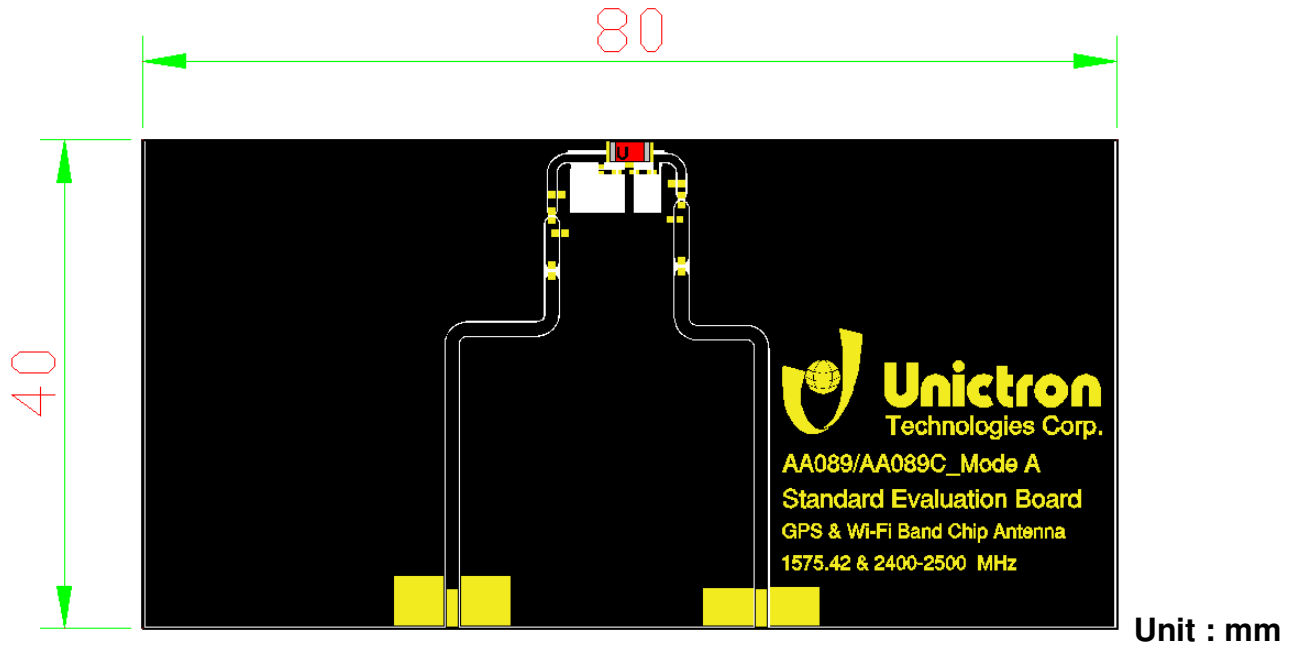 80
40
U
Unictron
Technologies Corp.
AA089/AA089C_Mode A
Standard Evaluation Board
GPS & Wi-Fi Band Chip Antenna
1575.42 & 2400-2500 MHz
Unit : mm